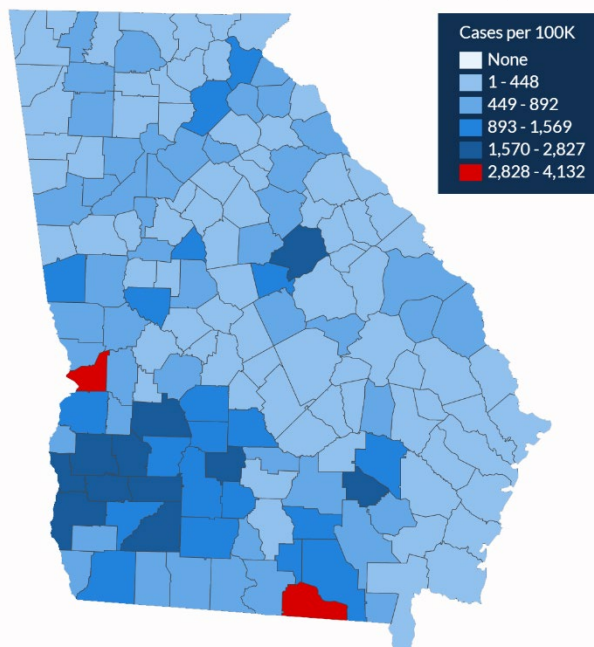 Cases per 100K
None
1 - 448
449 - 892
893 - 1,569
1,570 - 2,827
2,828 - 4,132